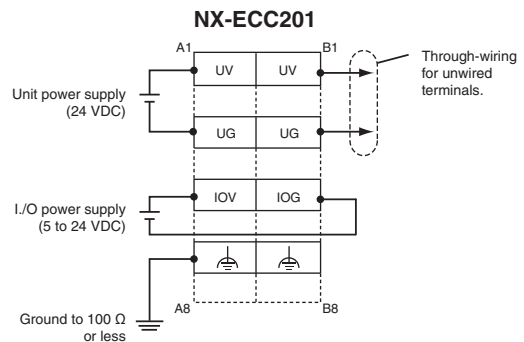 NX-ECC201
A1
B1
UV UV
Through-wiring
for unwired
terminals.
Unit power supply
(24 VDC)
UG UG
IOV IOG
I./O power supply
(5 to 24 VDC)
A8
B8
Ground to 100 Ω
or less